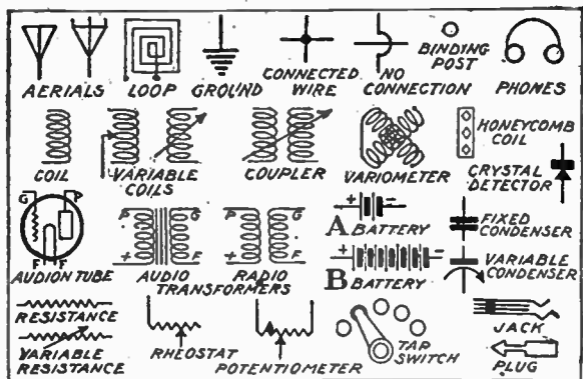 AERIALS LOOP GROUND CONNECTED WIRE NO CONNECTION BINDING POST PHONES
COIL VARIABLE COILS COUPLER VARIOMETER HONEYCOMB COIL
CRYSTAL DETECTOR
G P
F F
AUDION TUBE
P G
+ F
AUDIO
P G
+ F
RADIO
TRANSFORMERS
+ -
A BATTERY
+ -
B BATTERY
FIXED CONDENSER
VARIABLE CONDENSER
RESISTANCE
VARIABLE RESISTANCE
RHEOSTAT
POTENTIOMETER
TAP SWITCH
JACK
PLUG